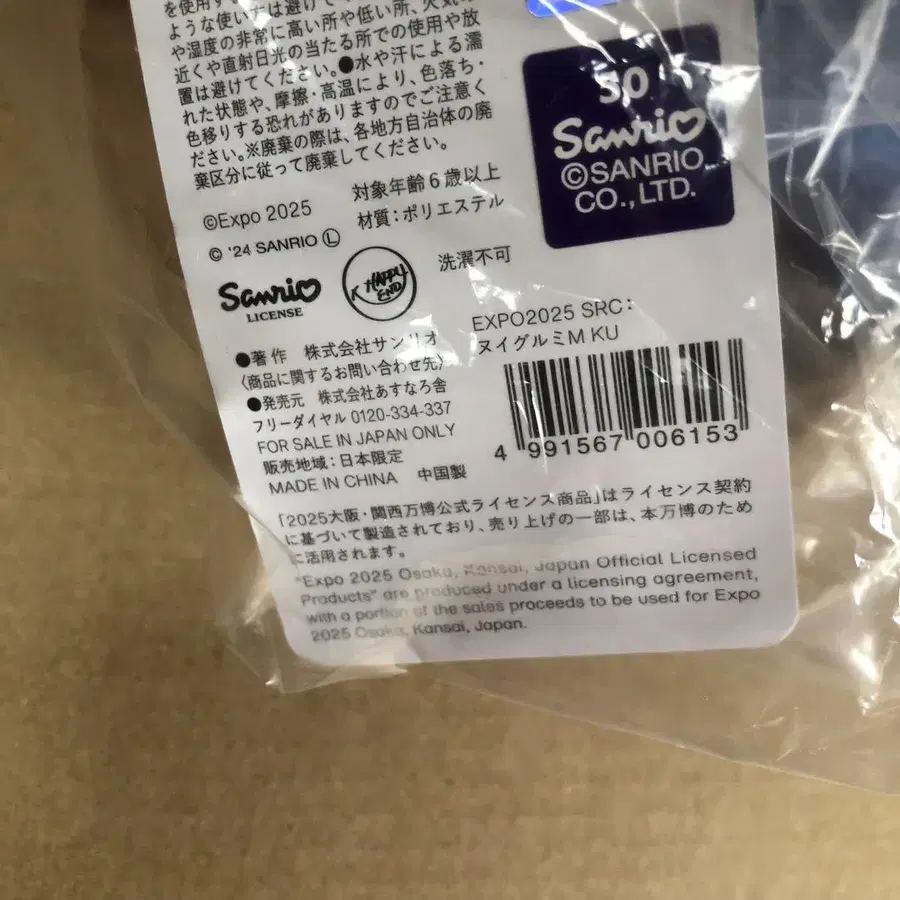 を使用す
ような使い方は避けて
や湿度の非常に高い所や低い所、火気の
近くや直射日光の当たる所での使用や放
置は避けてください。●水や汗による濡
れた状態や、摩擦・高温により、色落ち・
色移りする恐れがありますのでご注意く
ださい。※廃棄の際は、各地方自治体の廃
棄区分に従って廃棄してください。
50
Sanrio
©SANRIO
CO.,LTD.
©Expo 2025
対象年齢6歳以上
© '24 SANRIO Ⓛ
材質：ポリエステル
Sanrio
LICENSE
HAPPY
END
洗濯不可
EXPO2025 SRC：
ヌイグルミM KU
●著作 株式会社サンリオ
〈商品に関するお問い合わせ先〉
●発売元 株式会社あすなろ舎
フリーダイヤル 0120-334-337
FOR SALE IN JAPAN ONLY
販売地域：日本限定
MADE IN CHINA 中国製
4 991567 006153
「2025大阪・関西万博公式ライセンス商品」はライセンス契約
に基づいて製造されており、売り上げの一部は、本万博のため
に活用されます。
"Expo 2025 Osaka, Kansai, Japan Official Licensed
Products" are produced under a licensing agreement,
with a portion of the sales proceeds to be used for Expo
2025 Osaka, Kansai, Japan.